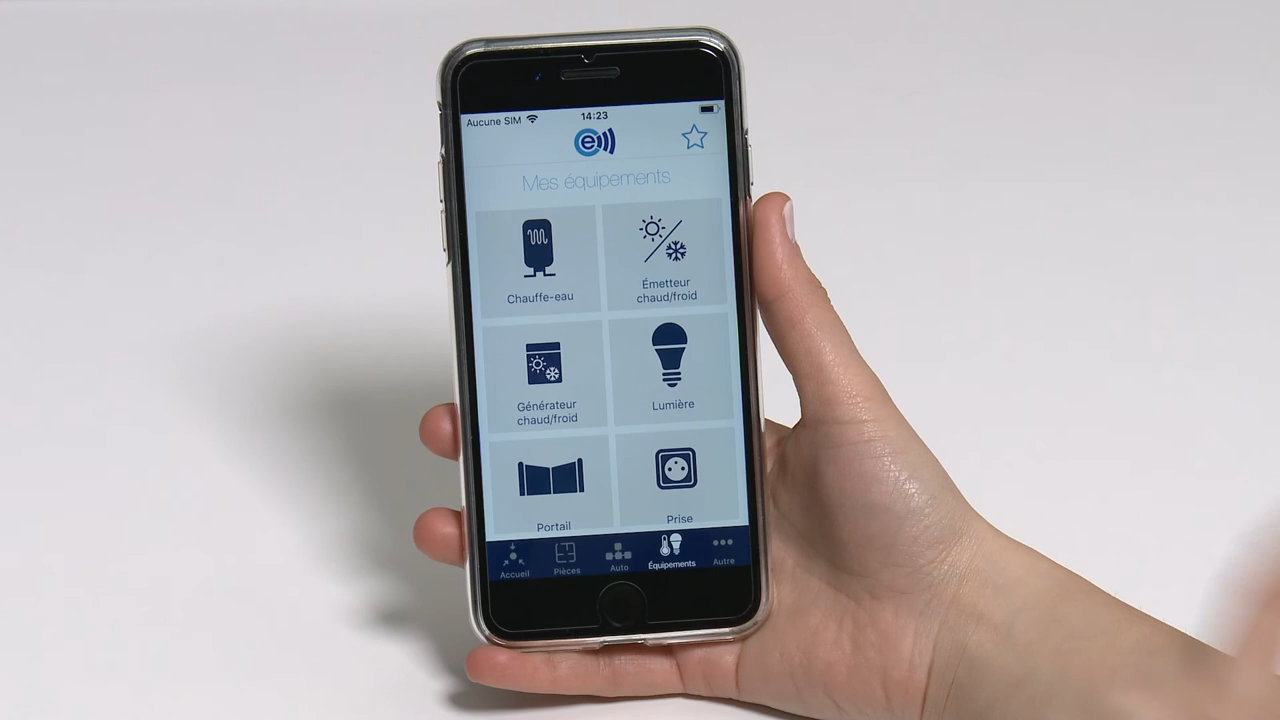 Aucune SIM
14:23
e
Mes équipements
Chauffe-eau
Émetteur
chaud/froid
Générateur
chaud/froid
Lumière
Portail
Prise
Accueil
Pièces
Auto
Équipements
Autre